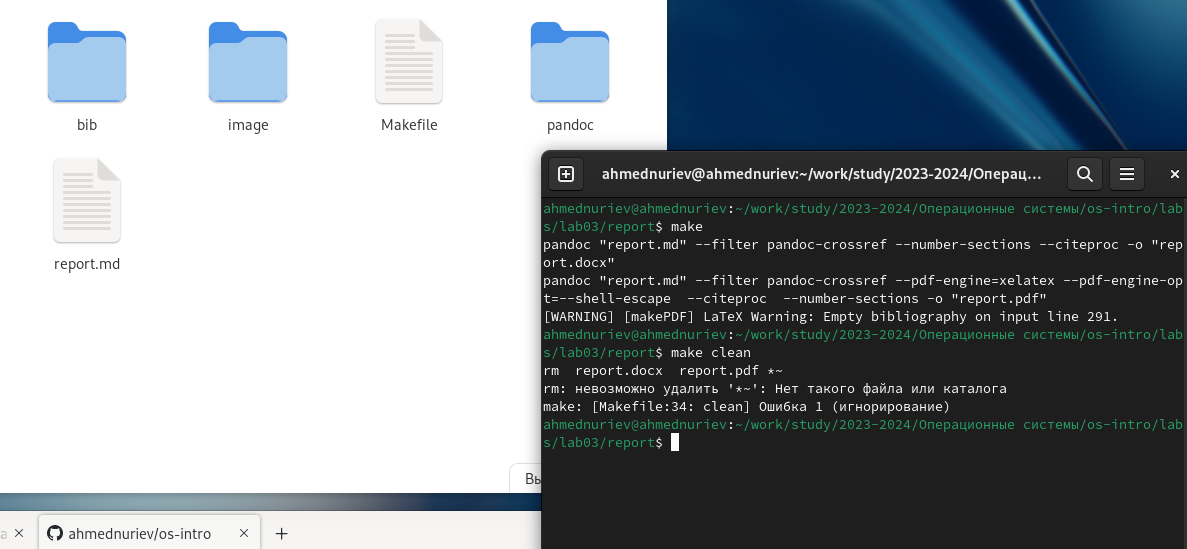 bib
image
Makefile
pandoc
report.md
ahmednuriev@ahmednuriev:~/work/study/2023-2024/Операц...
ahmednuriev@ahmednuriev:~/work/study/2023-2024/Операционные системы/os-intro/lab
s/lab03/report$ make
pandoc "report.md" --filter pandoc-crossref --number-sections --citeproc -o "rep
ort.docx"
pandoc "report.md" --filter pandoc-crossref --pdf-engine=xelatex --pdf-engine-op
t=--shell-escape  --citeproc  --number-sections -o "report.pdf"
[WARNING] [makePDF] LaTeX Warning: Empty bibliography on input line 291.
ahmednuriev@ahmednuriev:~/work/study/2023-2024/Операционные системы/os-intro/lab
s/lab03/report$ make clean
rm  report.docx  report.pdf *~
rm: невозможно удалить '*~': Нет такого файла или каталога
make: [Makefile:34: clean] Ошибка 1 (игнорирование)
ahmednuriev@ahmednuriev:~/work/study/2023-2024/Операционные системы/os-intro/lab
s/lab03/report$
Вы
ahmednuriev/os-intro